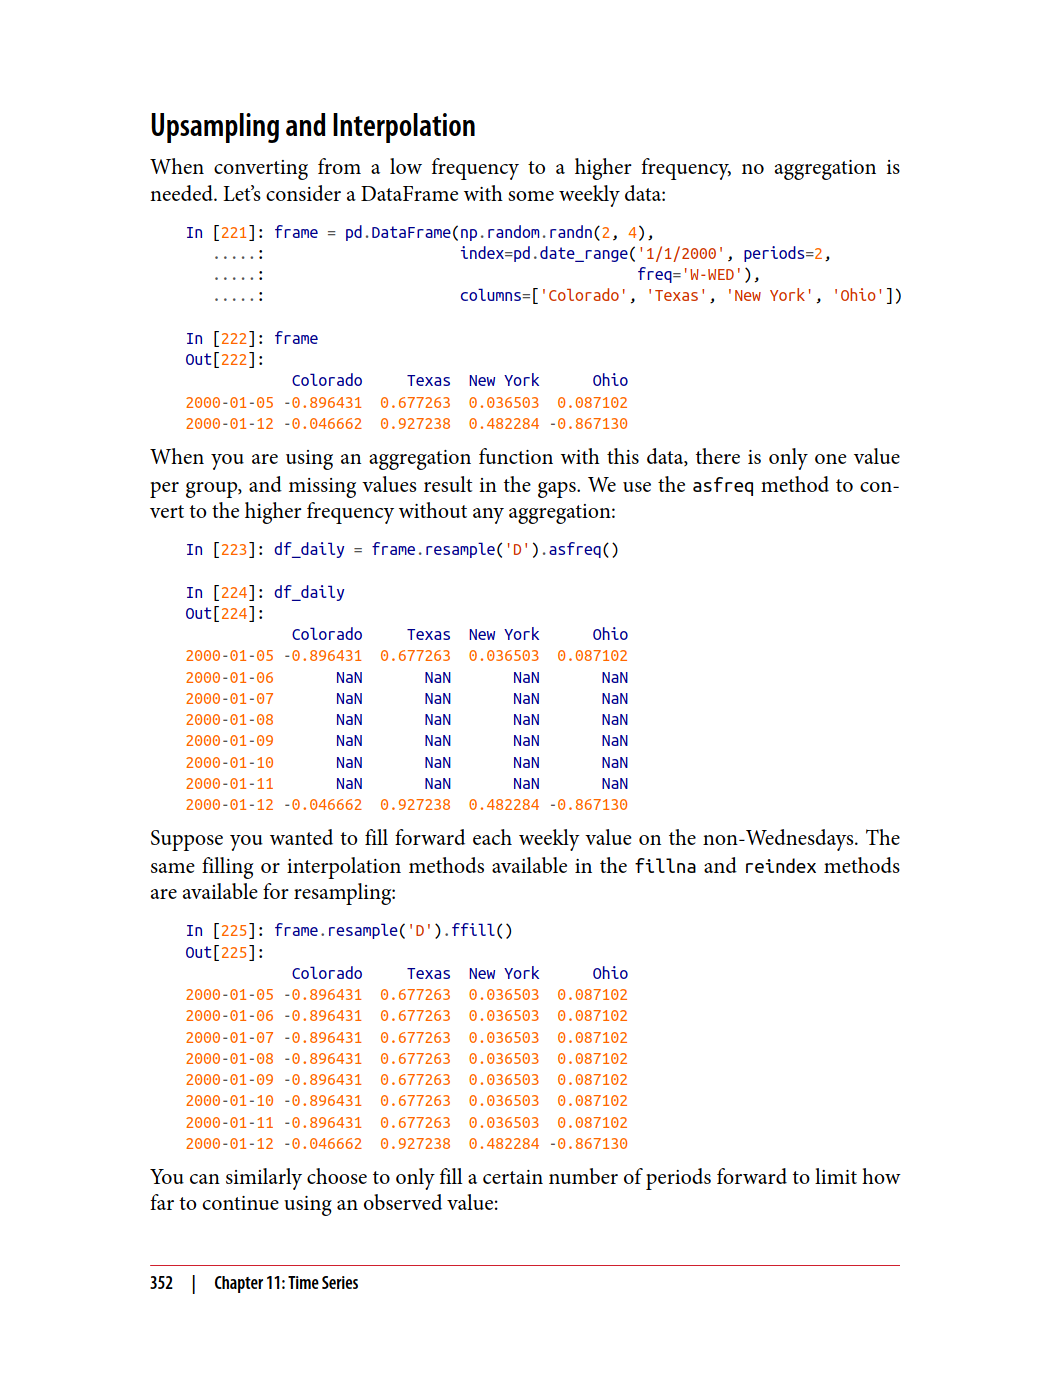 Upsampling and Interpolation
When converting from a low frequency to a higher frequency, no aggregation is
needed. Let’s consider a DataFrame with some weekly data:
In [221]: frame = pd.DataFrame(np.random.randn(2, 4),
   .....:                      index=pd.date_range('1/1/2000', periods=2,
   .....:                                          freq='W-WED'),
   .....:                      columns=['Colorado', 'Texas', 'New York', 'Ohio'])
In [222]: frame
Out[222]:
            Colorado     Texas  New York      Ohio
2000-01-05 -0.896431  0.677263  0.036503  0.087102
2000-01-12 -0.046662  0.927238  0.482284 -0.867130
When you are using an aggregation function with this data, there is only one value
per group, and missing values result in the gaps. We use the asfreq method to con-
vert to the higher frequency without any aggregation:
In [223]: df_daily = frame.resample('D').asfreq()
In [224]: df_daily
Out[224]:
            Colorado     Texas  New York      Ohio
2000-01-05 -0.896431  0.677263  0.036503  0.087102
2000-01-06       NaN       NaN       NaN       NaN
2000-01-07       NaN       NaN       NaN       NaN
2000-01-08       NaN       NaN       NaN       NaN
2000-01-09       NaN       NaN       NaN       NaN
2000-01-10       NaN       NaN       NaN       NaN
2000-01-11       NaN       NaN       NaN       NaN
2000-01-12 -0.046662  0.927238  0.482284 -0.867130
Suppose you wanted to fill forward each weekly value on the non-Wednesdays. The
same filling or interpolation methods available in the fillna and reindex methods
are available for resampling:
In [225]: frame.resample('D').ffill()
Out[225]:
            Colorado     Texas  New York      Ohio
2000-01-05 -0.896431  0.677263  0.036503  0.087102
2000-01-06 -0.896431  0.677263  0.036503  0.087102
2000-01-07 -0.896431  0.677263  0.036503  0.087102
2000-01-08 -0.896431  0.677263  0.036503  0.087102
2000-01-09 -0.896431  0.677263  0.036503  0.087102
2000-01-10 -0.896431  0.677263  0.036503  0.087102
2000-01-11 -0.896431  0.677263  0.036503  0.087102
2000-01-12 -0.046662  0.927238  0.482284 -0.867130
You can similarly choose to only fill a certain number of periods forward to limit how
far to continue using an observed value:
352 | Chapter 11: Time Series